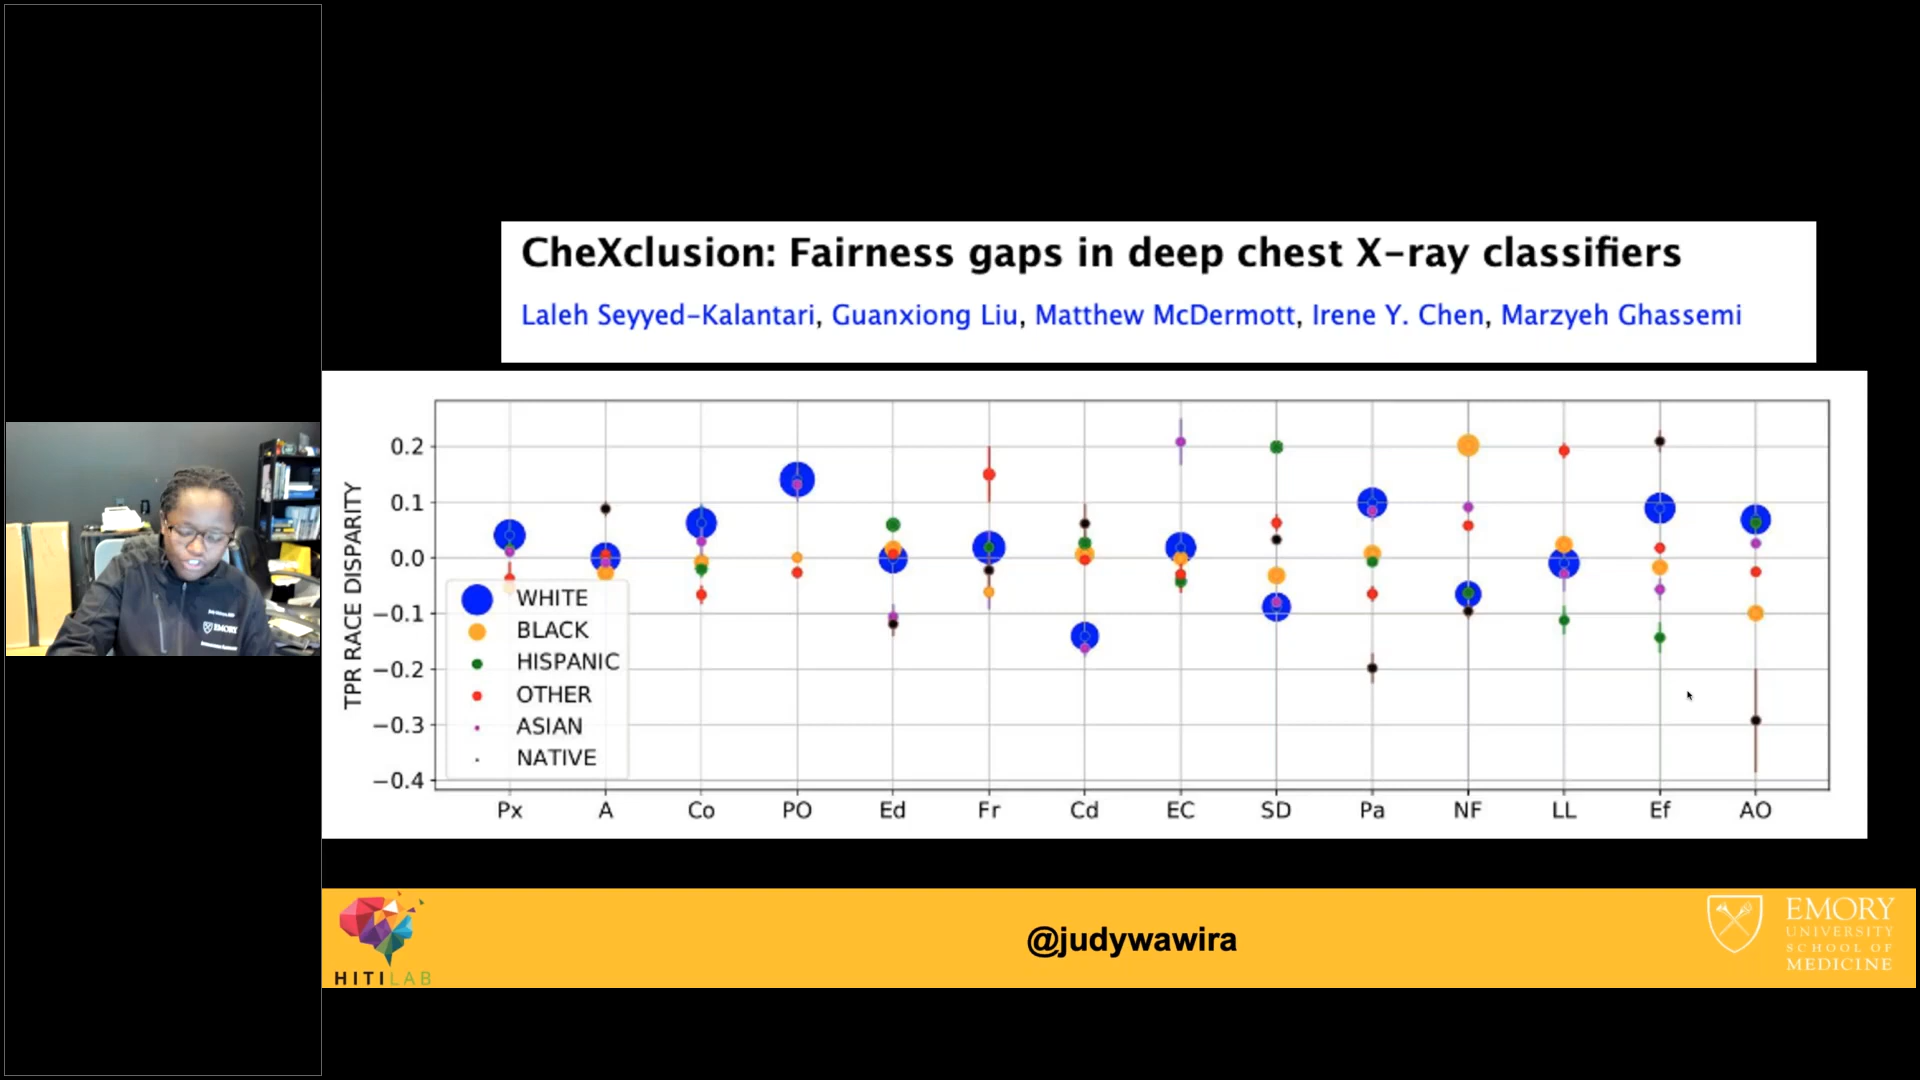 CheXclusion: Fairness gaps in deep chest X-ray classifiers
Laleh Seyyed-Kalantari, Guanxiong Liu, Matthew McDermott, Irene Y. Chen, Marzyeh Ghassemi
TPR RACE DISPARITY
0.2
0.1
0.0
−0.1
−0.2
−0.3
−0.4
WHITE
BLACK
HISPANIC
OTHER
ASIAN
NATIVE
Px A Co PO Ed Fr Cd EC SD Pa NF LL Ef AO
EMORY
HITILAB
@judywawira
EMORY
UNIVERSITY
SCHOOL OF
MEDICINE